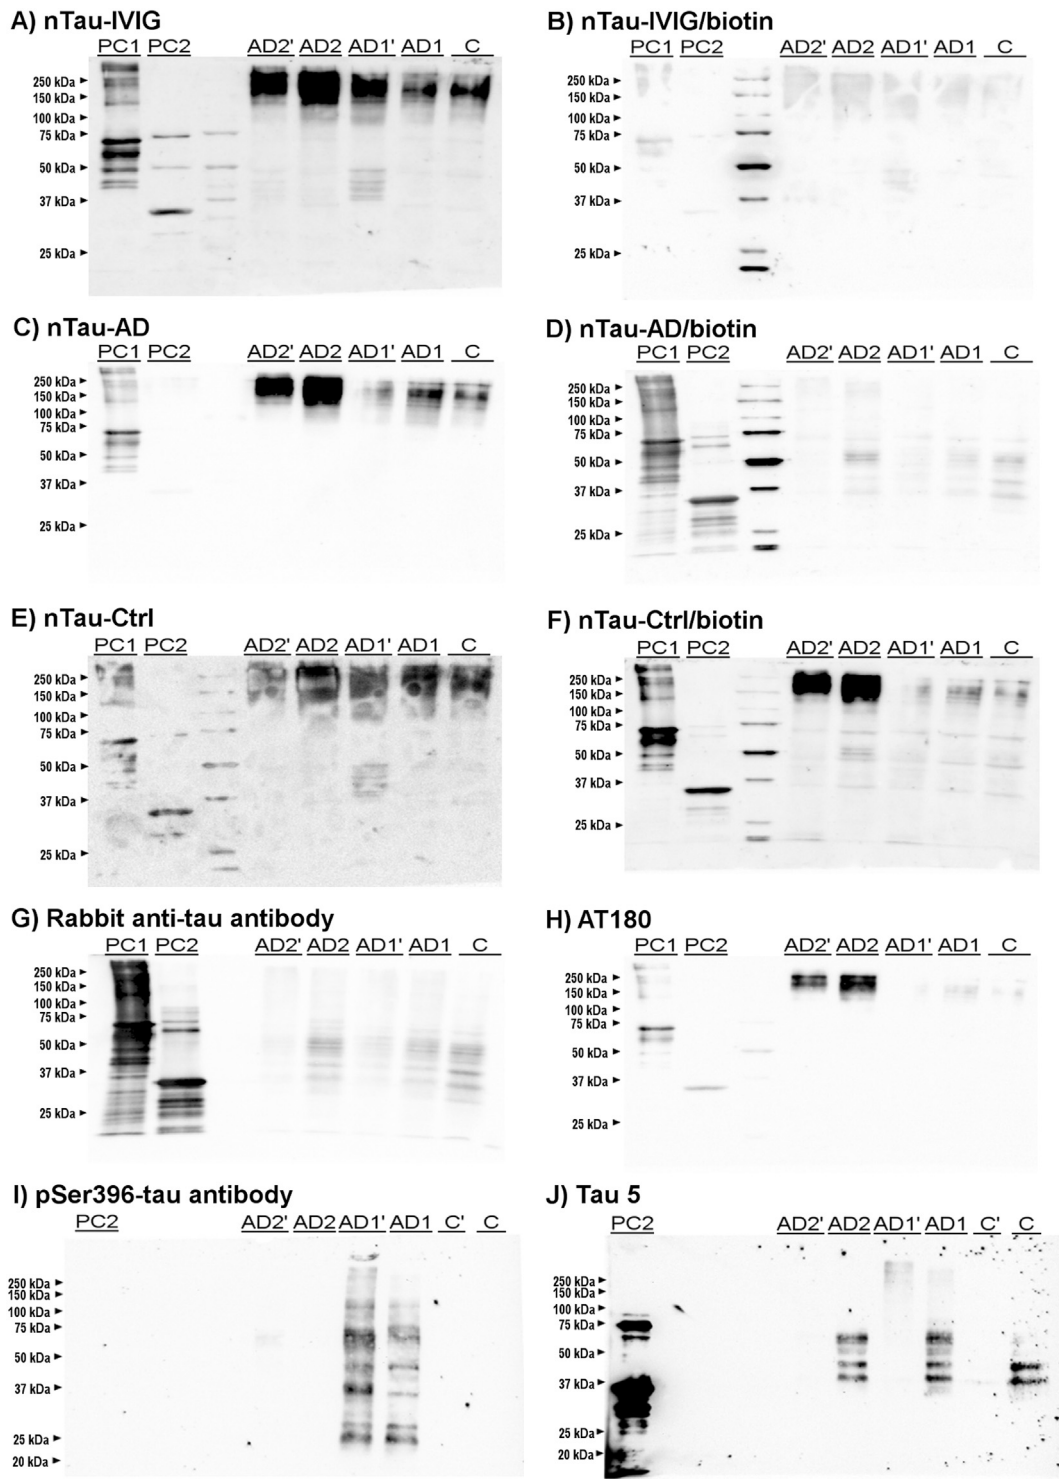 A) nTau-IVIG
PC1 PC2 AD2' AD2 AD1' AD1 C
250 kDa
150 kDa
100 kDa
75 kDa
50 kDa
37 kDa
25 kDa
B) nTau-IVIG/biotin
PC1 PC2 AD2' AD2 AD1' AD1 C
250 kDa
150 kDa
100 kDa
75 kDa
50 kDa
37 kDa
25 kDa
C) nTau-AD
PC1 PC2 AD2' AD2 AD1' AD1 C
250 kDa
150 kDa
100 kDa
75 kDa
50 kDa
37 kDa
25 kDa
D) nTau-AD/biotin
PC1 PC2 AD2' AD2 AD1' AD1 C
250 kDa
150 kDa
100 kDa
75 kDa
50 kDa
37 kDa
25 kDa
E) nTau-Ctrl
PC1 PC2 AD2' AD2 AD1' AD1 C
250 kDa
150 kDa
100 kDa
75 kDa
50 kDa
37 kDa
25 kDa
F) nTau-Ctrl/biotin
PC1 PC2 AD2' AD2 AD1' AD1 C
250 kDa
150 kDa
100 kDa
75 kDa
50 kDa
37 kDa
25 kDa
G) Rabbit anti-tau antibody
PC1 PC2 AD2' AD2 AD1' AD1 C
250 kDa
150 kDa
100 kDa
75 kDa
50 kDa
37 kDa
25 kDa
H) AT180
PC1 PC2 AD2' AD2 AD1' AD1 C
250 kDa
150 kDa
100 kDa
75 kDa
50 kDa
37 kDa
25 kDa
I) pSer396-tau antibody
PC2 AD2' AD2 AD1' AD1 C' C
250 kDa
150 kDa
100 kDa
75 kDa
50 kDa
37 kDa
25 kDa
20 kDa
J) Tau 5
PC2 AD2' AD2 AD1' AD1 C' C
250 kDa
150 kDa
100 kDa
75 kDa
50 kDa
37 kDa
25 kDa
20 kDa